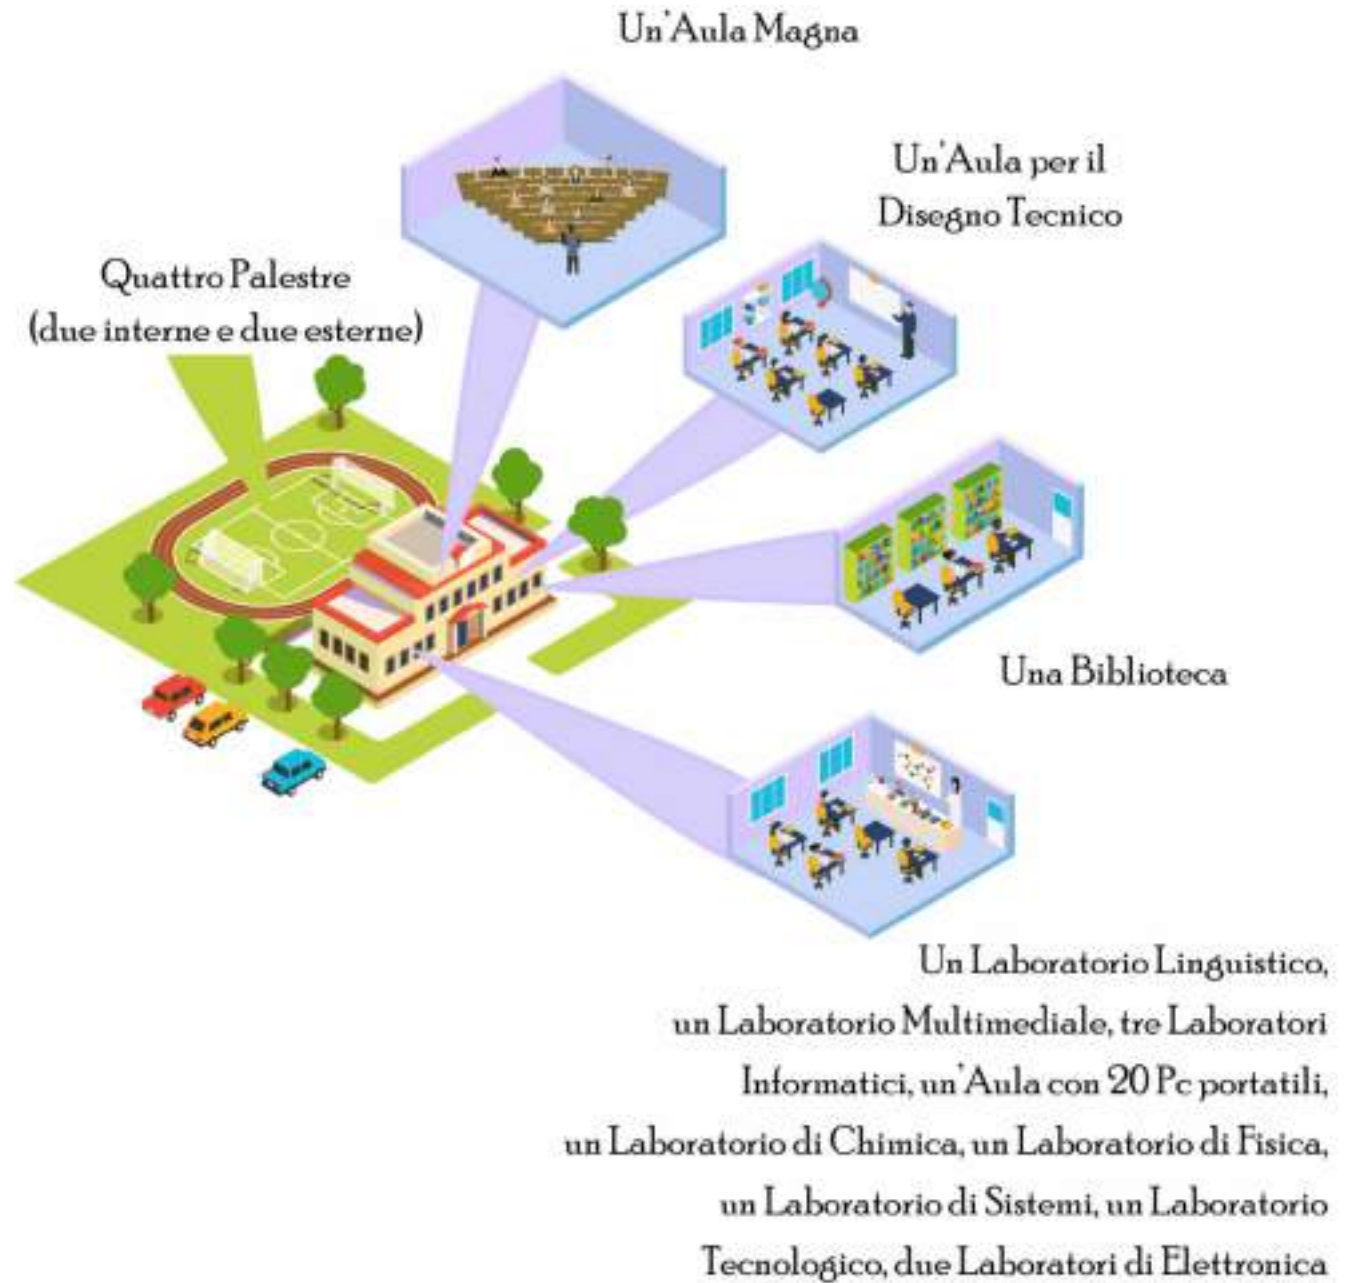 Un'Aula Magna
Un'Aula per il
Disegno Tecnico
Quattro Palestre
(due interne e due esterne)
Una Biblioteca
Un Laboratorio Linguistico,
un Laboratorio Multimediale, tre Laboratori
Informatici, un'Aula con 20 Pc portatili,
un Laboratorio di Chimica, un Laboratorio di Fisica,
un Laboratorio di Sistemi, un Laboratorio
Tecnologico, due Laboratori di Elettronica